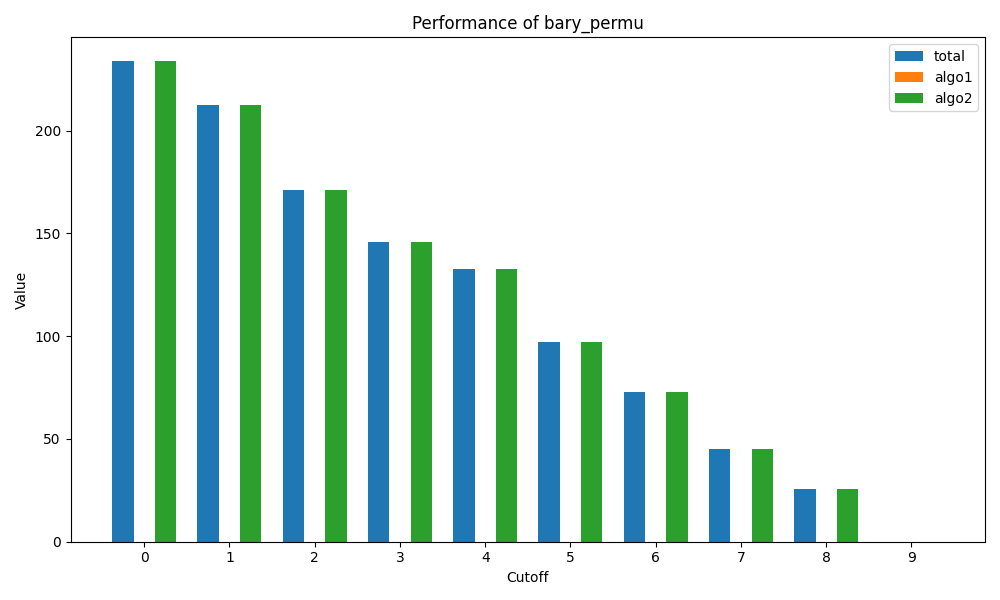 Performance of bary_permu
total
algo1
algo2
Value
200
150
100
50
0
0 1 2 3 4 5 6 7 8 9
Cutoff